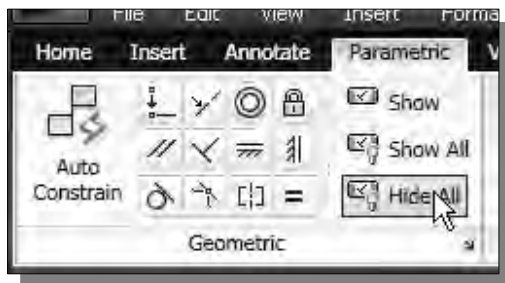 File Edit View Insert Forma
Home Insert Annotate Parametric V
Show
Show All
Auto
Constrain
Hide All
Geometric